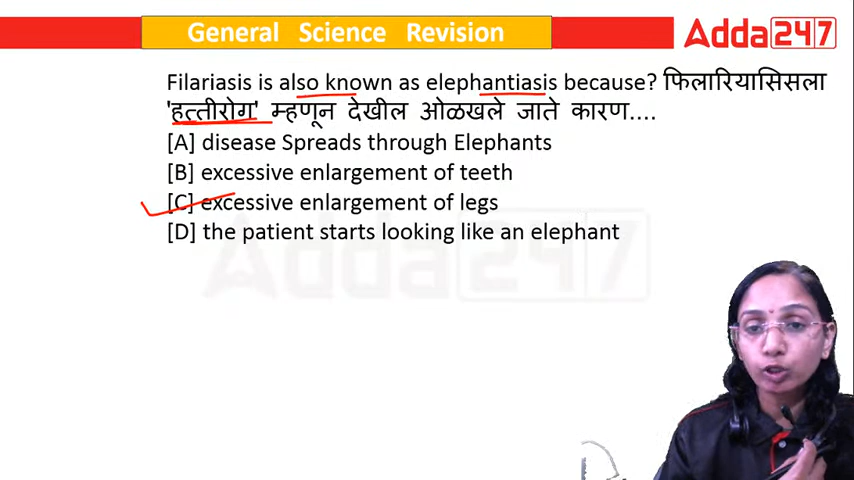 General Science Revision
Adda247
Filariasis is also known as elephantiasis because? फिलारियासिसला
'हत्तीरोग' म्हणून देखील ओळखले जाते कारण....
[A] disease Spreads through Elephants
[B] excessive enlargement of teeth
[C] excessive enlargement of legs
[D] the patient starts looking like an elephant
Adda247